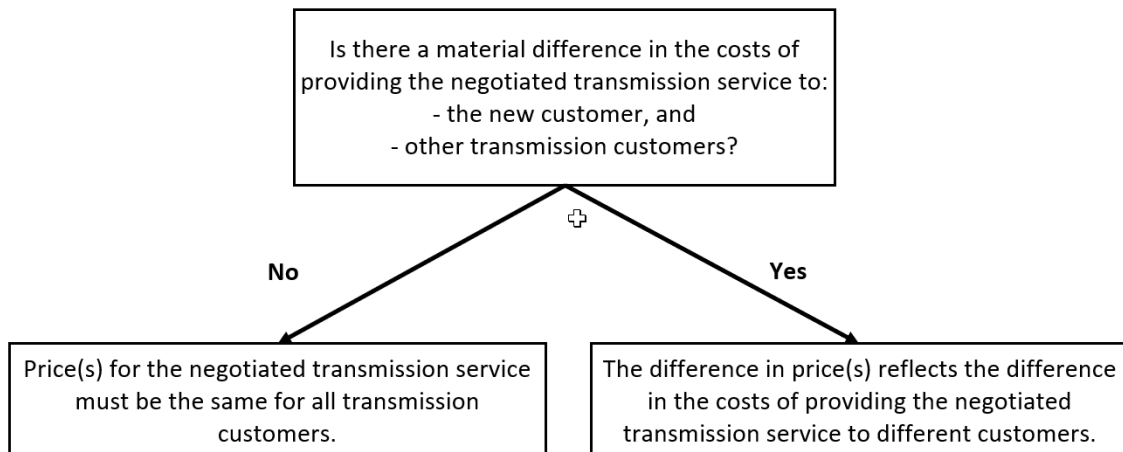 Is there a material difference in the costs of
providing the negotiated transmission service to:
- the new customer, and
- other transmission customers?
No
Yes
Price(s) for the negotiated transmission service
must be the same for all transmission
customers.
The difference in price(s) reflects the difference
in the costs of providing the negotiated
transmission service to different customers.